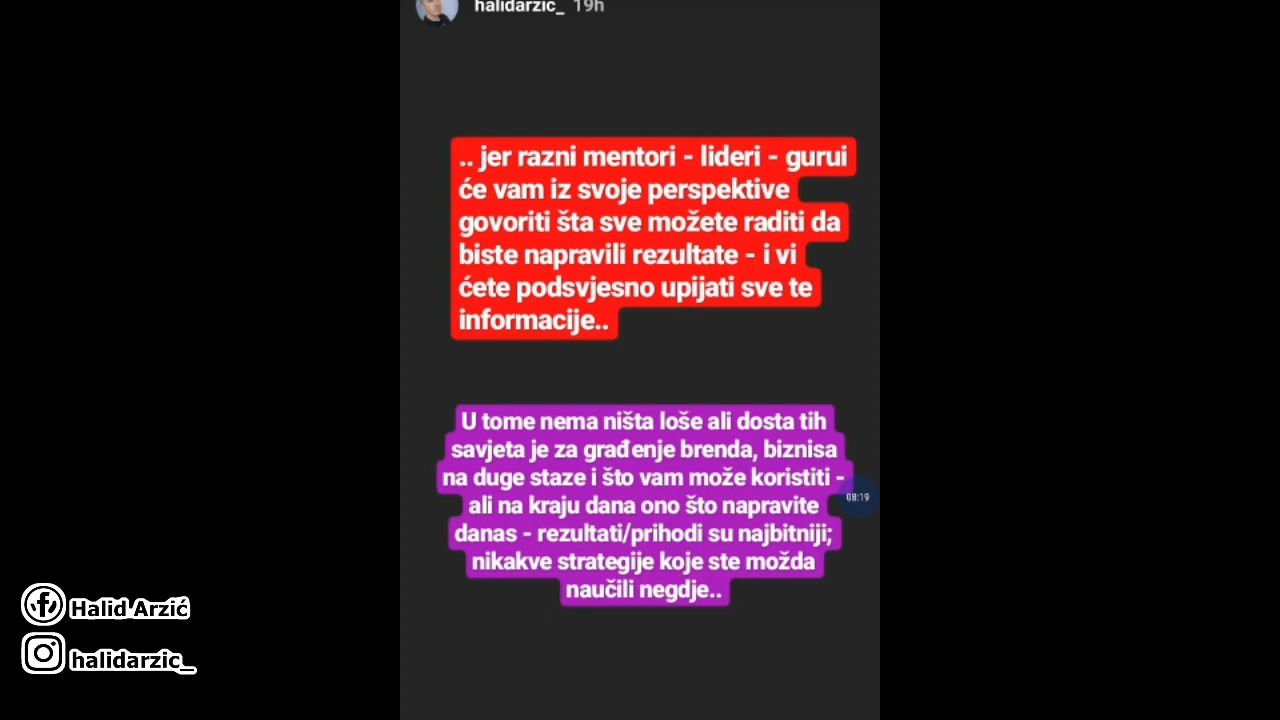 halidarzic_ 19h
.. jer razni mentori - lideri - gurui
će vam iz svoje perspektive
govoriti šta sve možete raditi da
biste napravili rezultate - i vi
ćete podsvjesno upijati sve te
informacije..
U tome nema ništa loše ali dosta tih
savjeta je za građenje brenda, biznisa
na duge staze i što vam može koristiti -
ali na kraju dana ono što napravite
danas - rezultati/prihodi su najbitniji;
nikakve strategije koje ste možda
naučili negdje..
08:19
Halid Arzić
halidarzic_